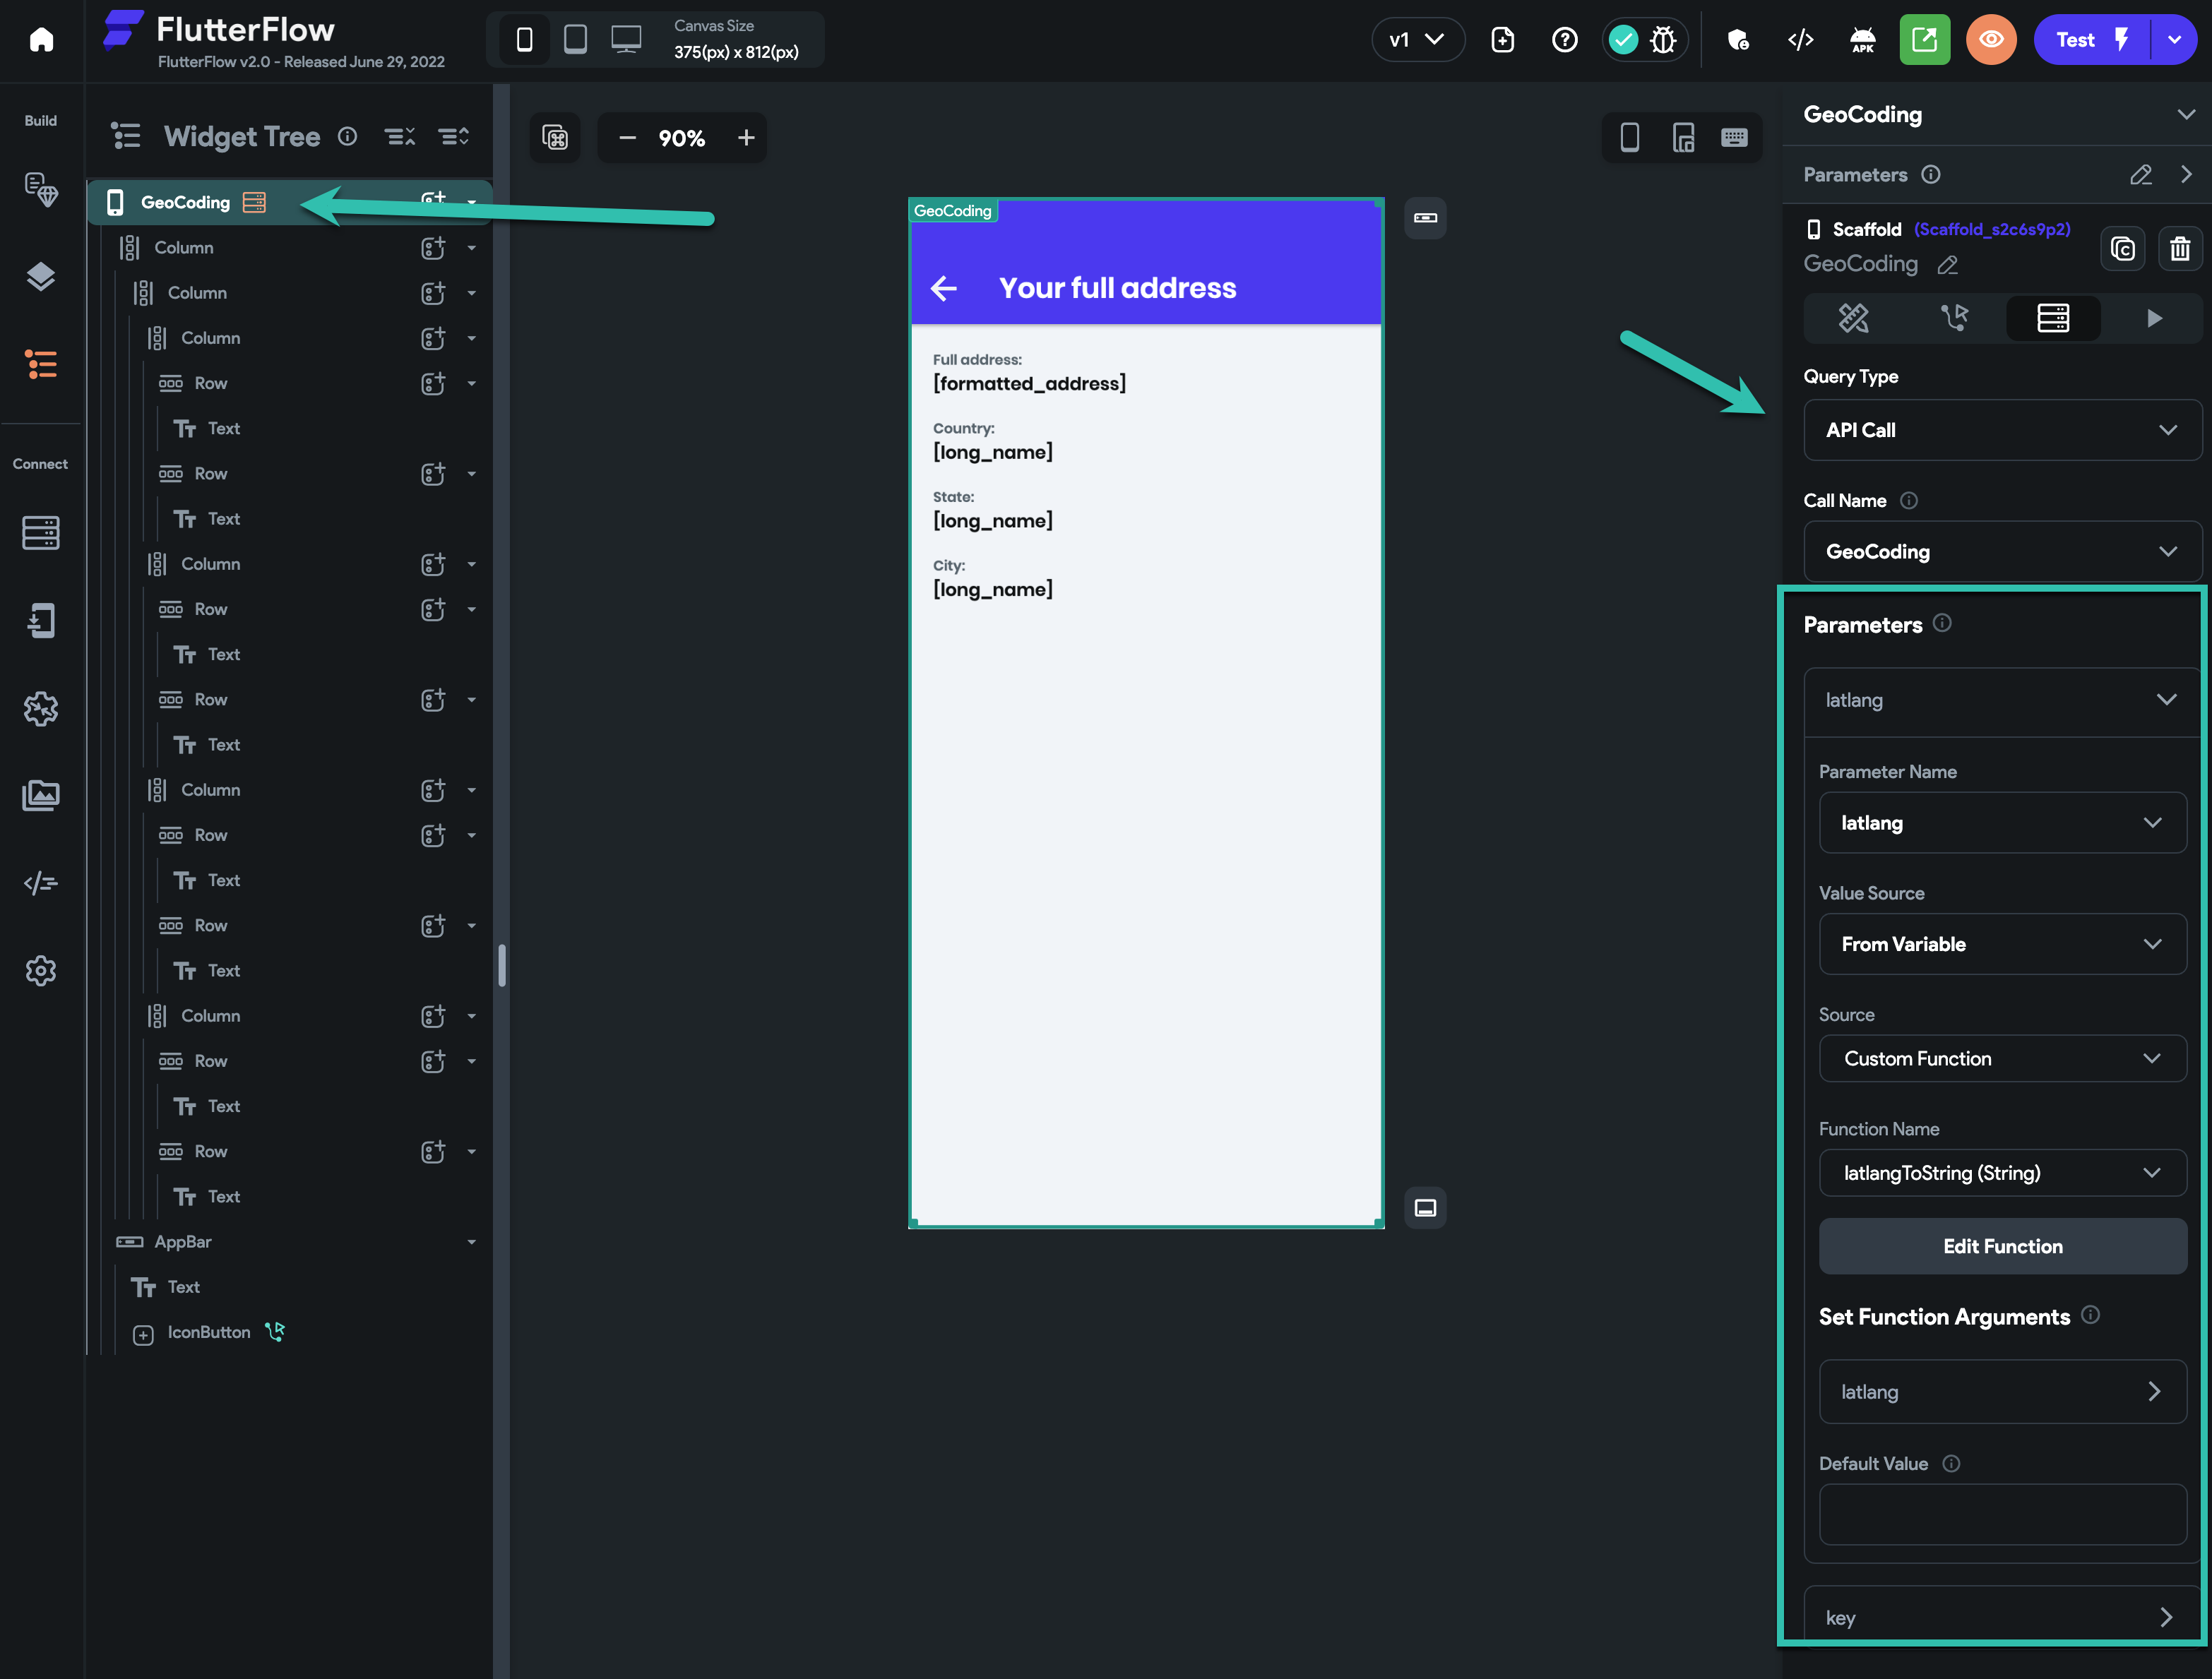 FlutterFlow
FlutterFlow v2.0 - Released June 29, 2022
Canvas Size
375(px) x 812(px)
v1
APK
Test
Build
Connect
Widget Tree
GeoCoding
Column
Column
Column
Row
Text
Row
Text
Column
Row
Text
Row
Text
Column
Row
Text
Row
Text
Column
Row
Text
Row
Text
AppBar
Text
IconButton
90%
GeoCoding
Your full address
Full address:
[formatted_address]
Country:
[long_name]
State:
[long_name]
City:
[long_name]
GeoCoding
Parameters
Scaffold (Scaffold_s2c6s9p2)
GeoCoding
Query Type
API Call
Call Name
GeoCoding
Parameters
latlang
Parameter Name
latlang
Value Source
From Variable
Source
Custom Function
Function Name
latlangToString (String)
Edit Function
Set Function Arguments
latlang
Default Value
key